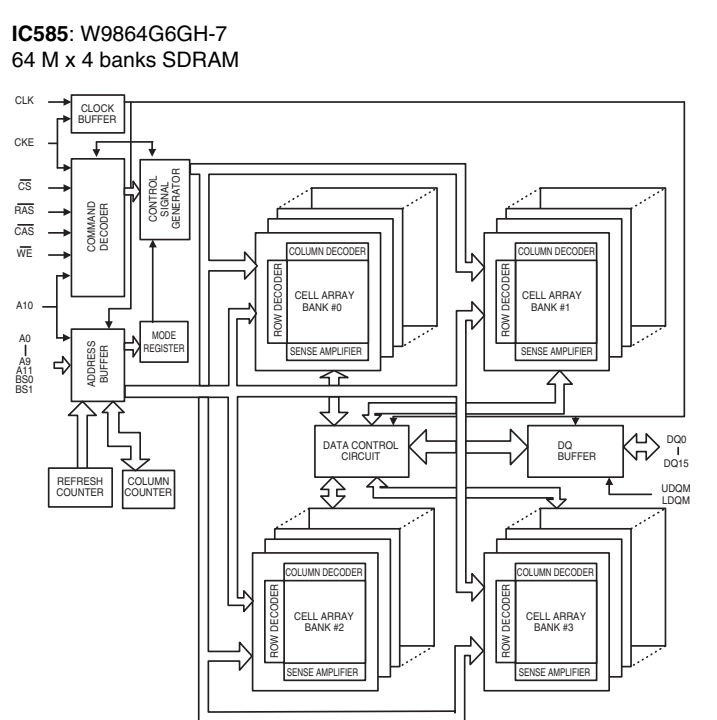 IC585: W9864G6GH-7
64 M x 4 banks SDRAM
CLK
CLOCK
BUFFER
CKE
CS
RAS
CAS
WE
COMMAND
DECODER
CONTROL
SIGNAL
GENERATOR
A10
A0
A9
A11
BS0
BS1
ADDRESS
BUFFER
MODE
REGISTER
REFRESH
COUNTER
COLUMN
COUNTER
COLUMN DECODER
ROW DECODER
CELL ARRAY
BANK #0
SENSE AMPLIFIER
COLUMN DECODER
ROW DECODER
CELL ARRAY
BANK #1
SENSE AMPLIFIER
DATA CONTROL
CIRCUIT
DQ
BUFFER
DQ0
DQ15
UDQM
LDQM
COLUMN DECODER
ROW DECODER
CELL ARRAY
BANK #2
SENSE AMPLIFIER
COLUMN DECODER
ROW DECODER
CELL ARRAY
BANK #3
SENSE AMPLIFIER